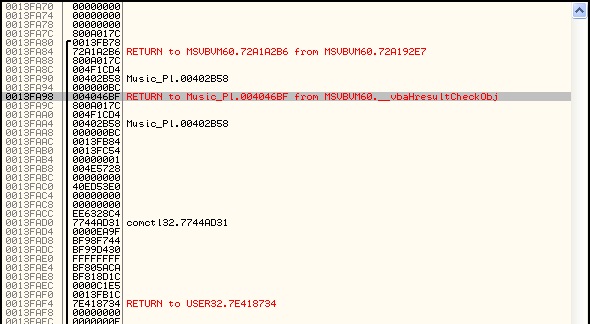 0013FA70 00000000
0013FA74 00000000
0013FA78 00000000
0013FA7C 800A017C
0013FA80 0013FB78
0013FA84 72A1A2B6 RETURN to MSVBVM60.72A1A2B6 from MSVBVM60.72A192E7
0013FA88 800A017C
0013FA8C 004F1CD4
0013FA90 00402B58 Music_Pl.00402B58
0013FA94 000000BC
0013FA98 004046BF RETURN to Music_Pl.004046BF from MSVBVM60.__vbaHresultCheckObj
0013FA9C 800A017C
0013FAA0 004F1CD4
0013FAA4 00402B58 Music_Pl.00402B58
0013FAA8 000000BC
0013FAAC 0013FB84
0013FAB0 0013FC54
0013FAB4 00000001
0013FAB8 004E5728
0013FABC 00000000
0013FAC0 40ED53E0
0013FAC4 00000000
0013FAC8 00000000
0013FACC EE6328C4
0013FAD0 7744AD31 comctl32.7744AD31
0013FAD4 0000EA9F
0013FAD8 BF98F744
0013FADC BF99D430
0013FAE0 FFFFFFFF
0013FAE4 BF805ACA
0013FAE8 BF818D1C
0013FAEC 0000C1E5
0013FAF0 0013FB1C
0013FAF4 7E418734 RETURN to USER32.7E418734
0013FAF8 00000000